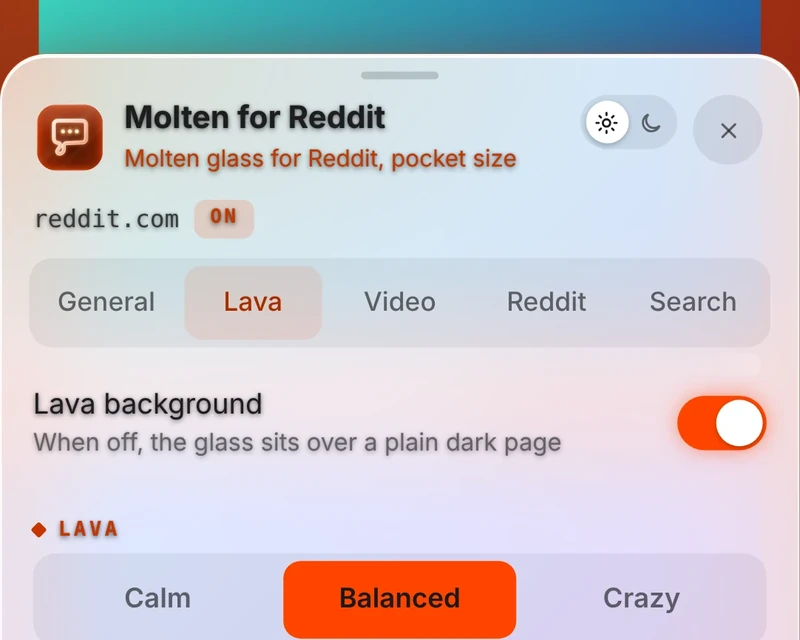 Molten for Reddit
Molten glass for Reddit, pocket size
reddit.com ON
General Lava Video Reddit Search
Lava background
When off, the glass sits over a plain dark page
LAVA
Calm Balanced Crazy